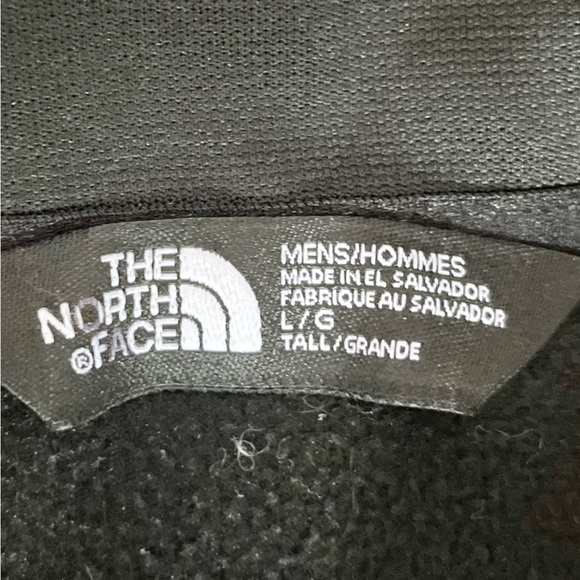 THE
NORTH
®FACE
MENS/HOMMES
MADE IN EL SALVADOR
FABRIQUE AU SALVADOR
L/G
TALL/GRANDE